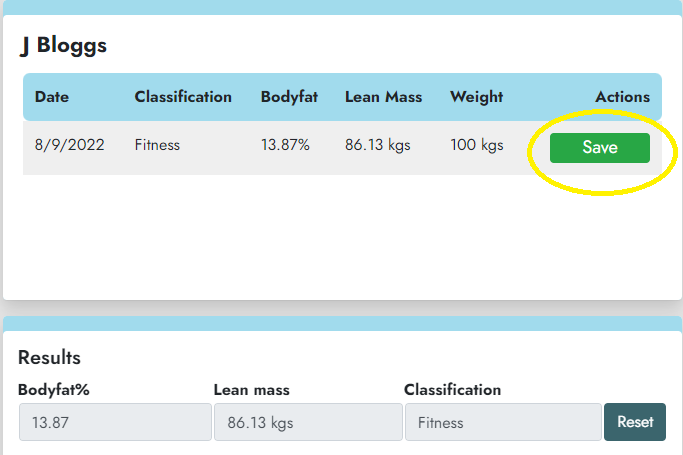 J Bloggs
Date Classification Bodyfat Lean Mass Weight Actions
8/9/2022 Fitness 13.87% 86.13 kgs 100 kgs Save
Results
Bodyfat% Lean mass Classification
13.87 86.13 kgs Fitness Reset